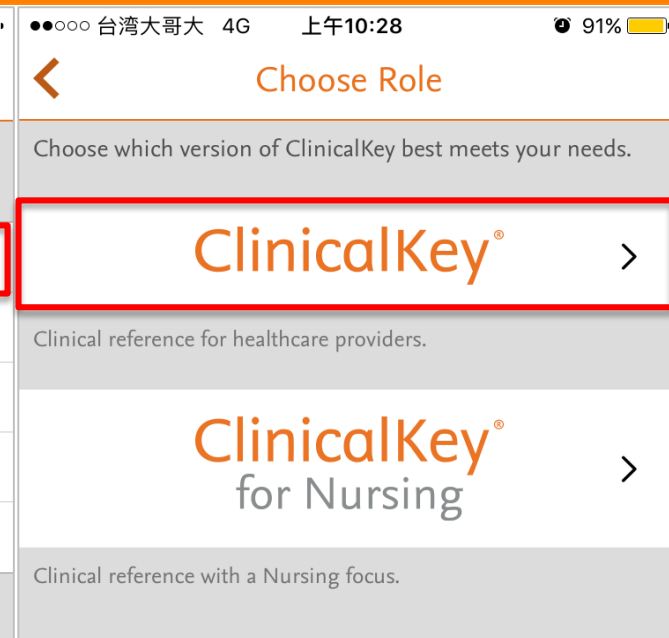 台湾大哥大 4G 上午10:28 91%
Choose Role
Choose which version of ClinicalKey best meets your needs.
ClinicalKey®
Clinical reference for healthcare providers.
ClinicalKey®
for Nursing
Clinical reference with a Nursing focus.